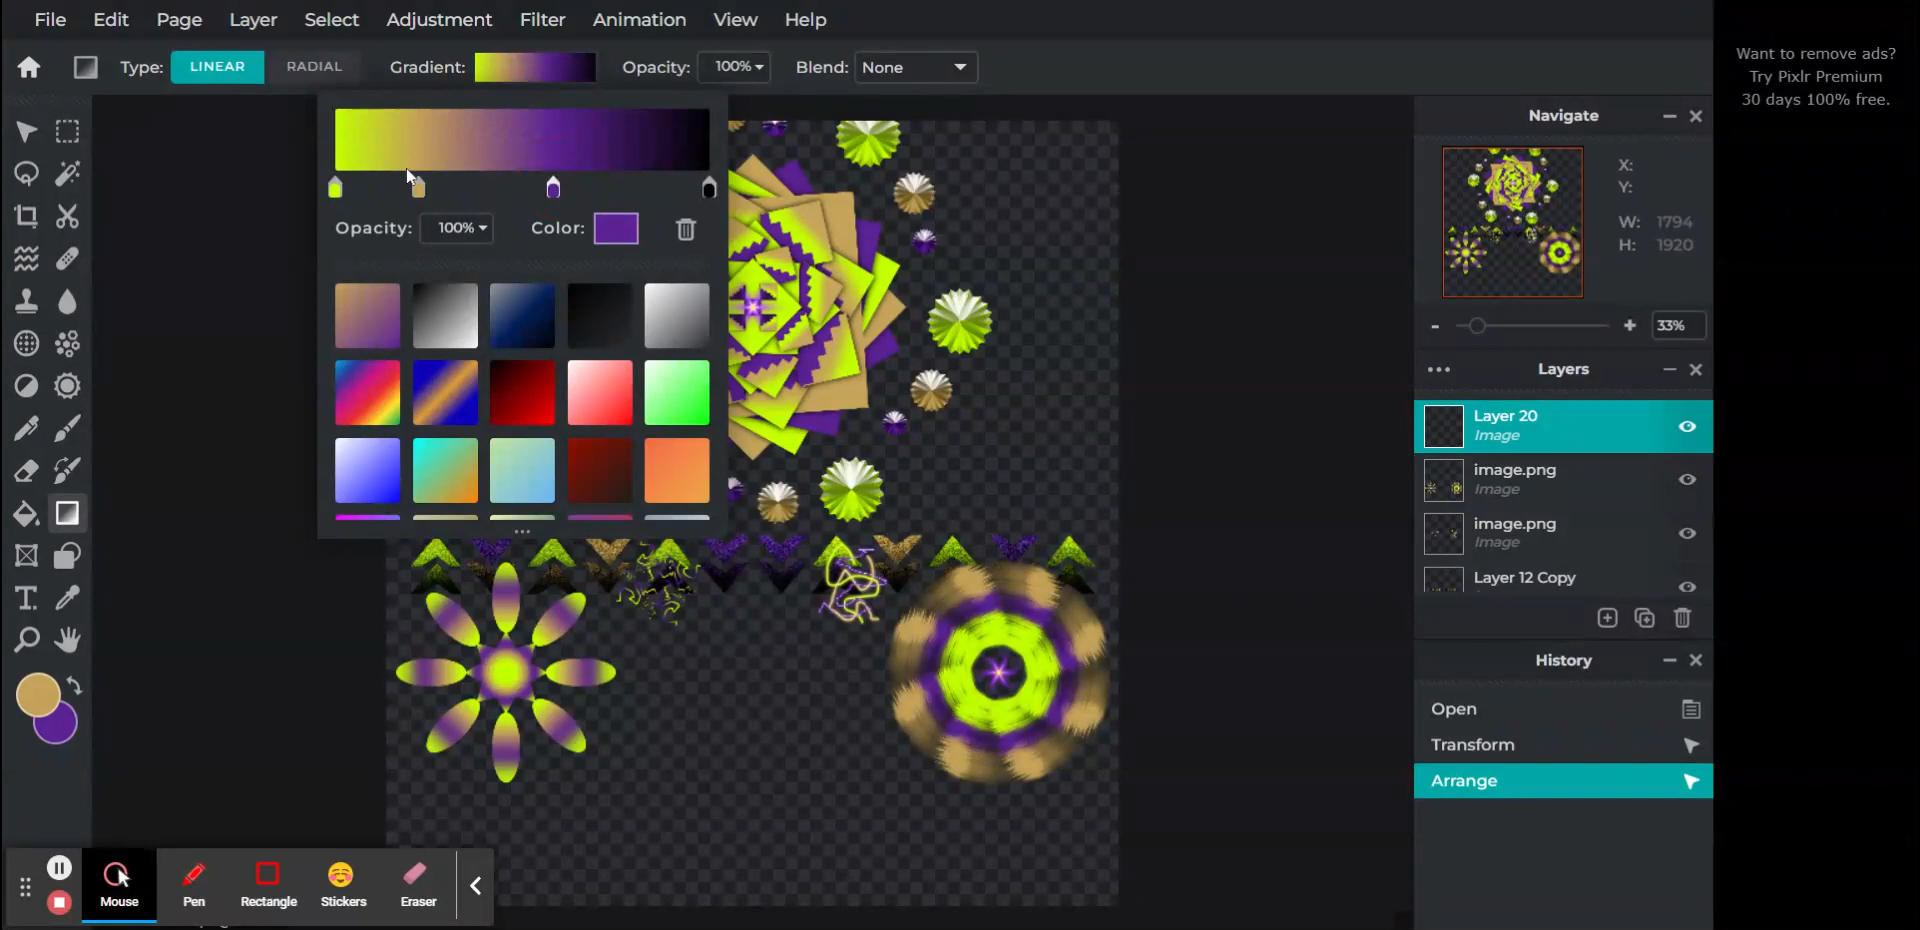 File Edit Page Layer Select Adjustment Filter Animation View Help
Type: LINEAR RADIAL Gradient: Opacity: 100% Blend: None
Want to remove ads?
Try Pixlr Premium
30 days 100% free.
Opacity: 100% Color:
Navigate
X:
Y:
W: 1794
H: 1920
- + 33%
Layers
Layer 20
Image
image.png
Image
image.png
Image
Layer 12 Copy
History
Open
Transform
Arrange
Mouse Pen Rectangle Stickers Eraser